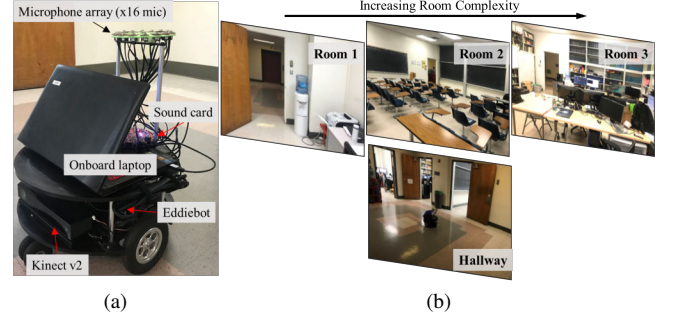 Microphone array (x16 mic)
Sound card
Onboard laptop
Eddiebot
Kinect v2
(a)
Increasing Room Complexity
Room 1
Room 2
Room 3
Hallway
(b)